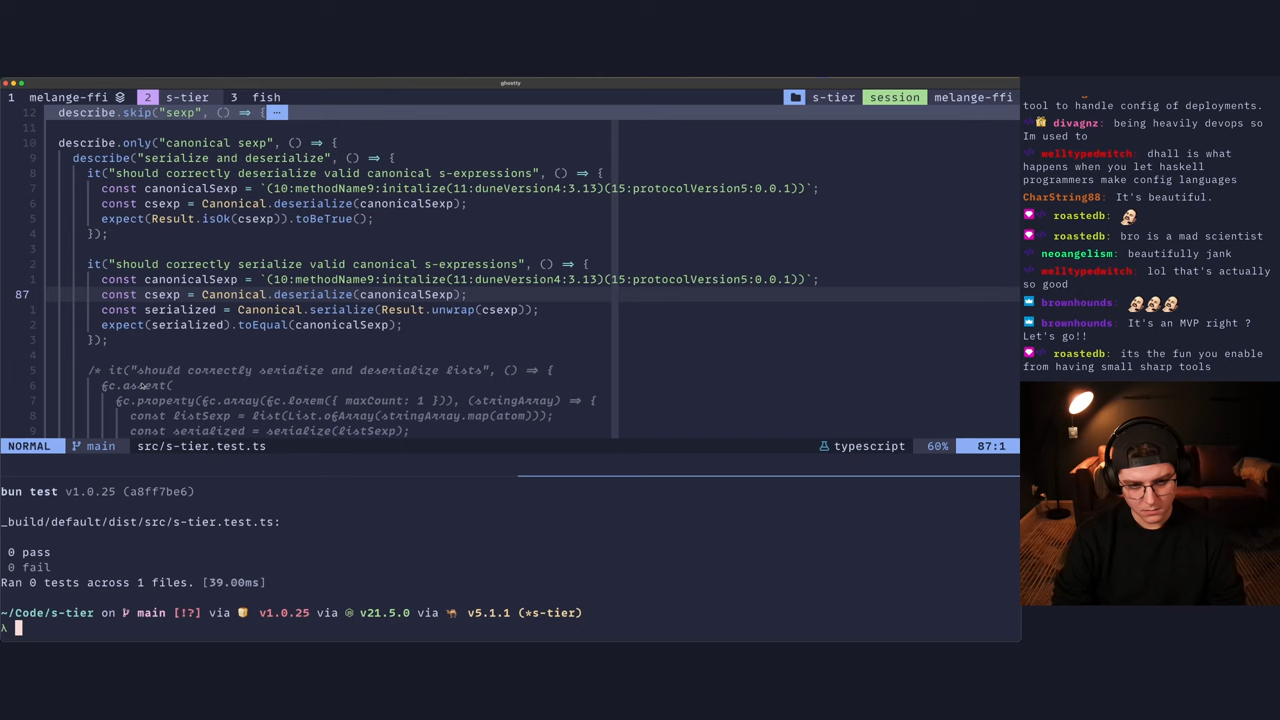 ghostty
1 melange-ffi 2 s-tier 3 fish s-tier session melange-ffi
12 describe.skip("sexp", () ⇒ { ⋯
11
10 describe.only("canonical sexp", () ⇒ {
9 describe("serialize and deserialize", () ⇒ {
8 it("should correctly deserialize valid canonical s-expressions", () ⇒ {
7 const canonicalSexp = `(10:methodName9:initalize(11:duneVersion4:3.13)(15:protocolVersion5:0.0.1))`;
6 const csexp = Canonical.deserialize(canonicalSexp);
5 expect(Result.isOk(csexp)).toBeTrue();
4 });
3
2 it("should correctly serialize valid canonical s-expressions", () ⇒ {
1 const canonicalSexp = `(10:methodName9:initalize(11:duneVersion4:3.13)(15:protocolVersion5:0.0.1))`;
87 const csexp = Canonical.deserialize(canonicalSexp);
1 const serialized = Canonical.serialize(Result.unwrap(csexp));
2 expect(serialized).toEqual(canonicalSexp);
3 });
4
5 /* it("should correctly serialize and deserialize lists", () ⇒ {
6 fc.assert(
7 fc.property(fc.array(fc.lorem({ maxCount: 1 })), (stringArray) ⇒ {
8 const listSexp = list(List.ofArray(stringArray.map(atom)));
9 const serialized = serialize(listSexp);
NORMAL main src/s-tier.test.ts typescript 60% 87:1
bun test v1.0.25 (a8ff7be6)
_build/default/dist/src/s-tier.test.ts:
0 pass
0 fail
Ran 0 tests across 1 files. [39.00ms]
~/Code/s-tier on main [!?] via v1.0.25 via v21.5.0 via v5.1.1 (*s-tier)
λ
tool to handle config of deployments.
divagnz: being heavily devops so
Im used to
welltypedwitch: dhall is what
happens when you let haskell
programmers make config languages
CharString88: It's beautiful.
roastedb:
roastedb: bro is a mad scientist
neoangelism: beautifully jank
welltypedwitch: lol that's actually
so good
brownhounds:
brownhounds: It's an MVP right ?
Let's go!!
roastedb: its the fun you enable
from having small sharp tools